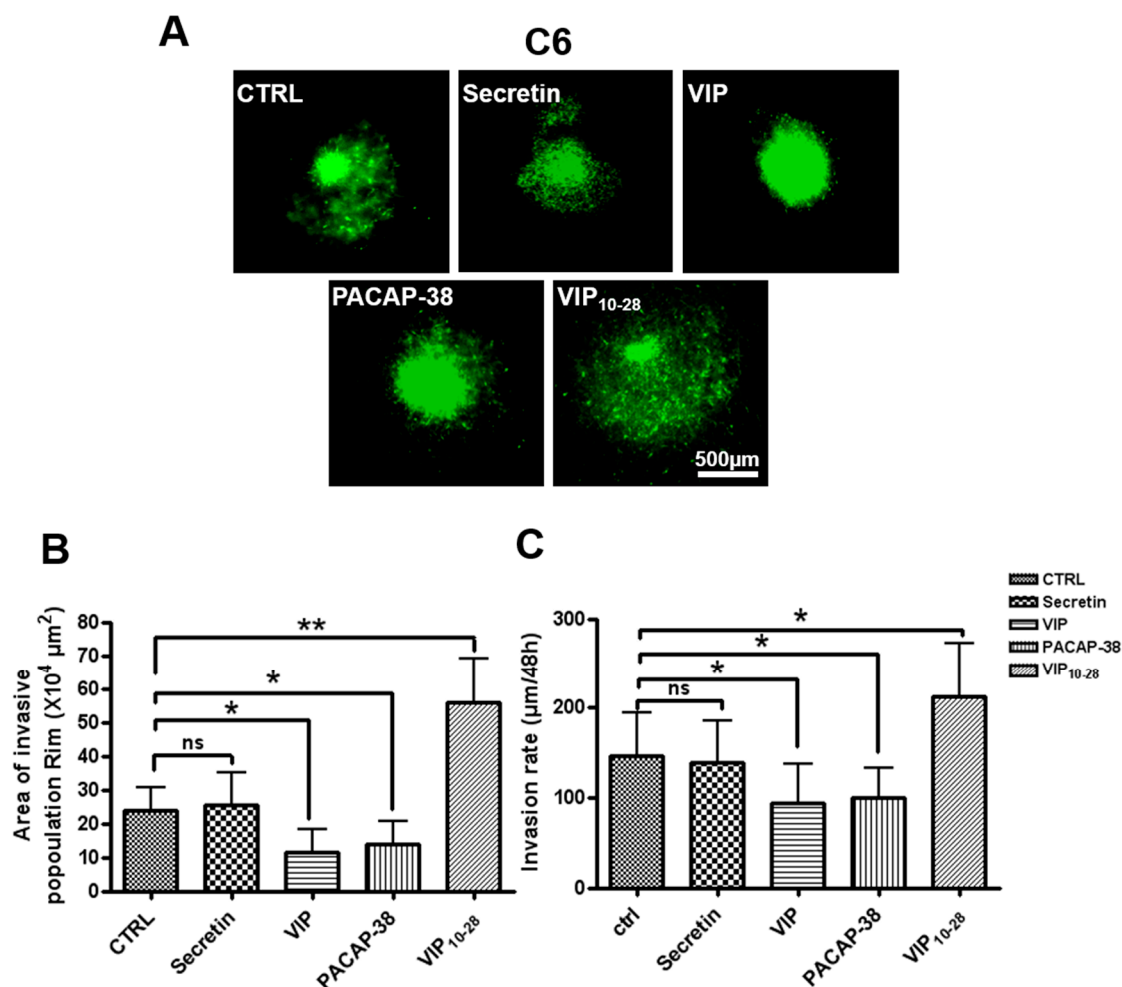 A
C6
CTRL
Secretin
VIP
PACAP-38
VIP10-28
500µm
B
Area of invasive
popoulation Rim (X10⁴ µm²)
80
70
60
50
40
30
20
10
0
**
*
*
ns
CTRL
Secretin
VIP
PACAP-38
VIP10-28
C
Invasion rate (µm/48h)
300
200
100
0
*
*
*
ns
ctrl
Secretin
VIP
PACAP-38
VIP10-28
CTRL
Secretin
VIP
PACAP-38
VIP10-28